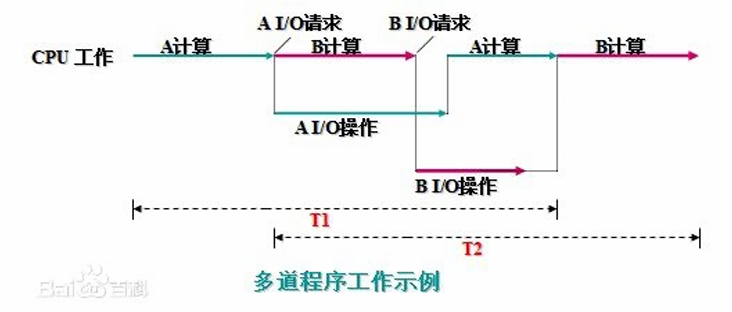 A I/O请求 B I/O请求
CPU 工作 A计算 B计算 A计算 B计算
A I/O操作
B I/O操作
T1
T2
多道程序工作示例
Bai百科